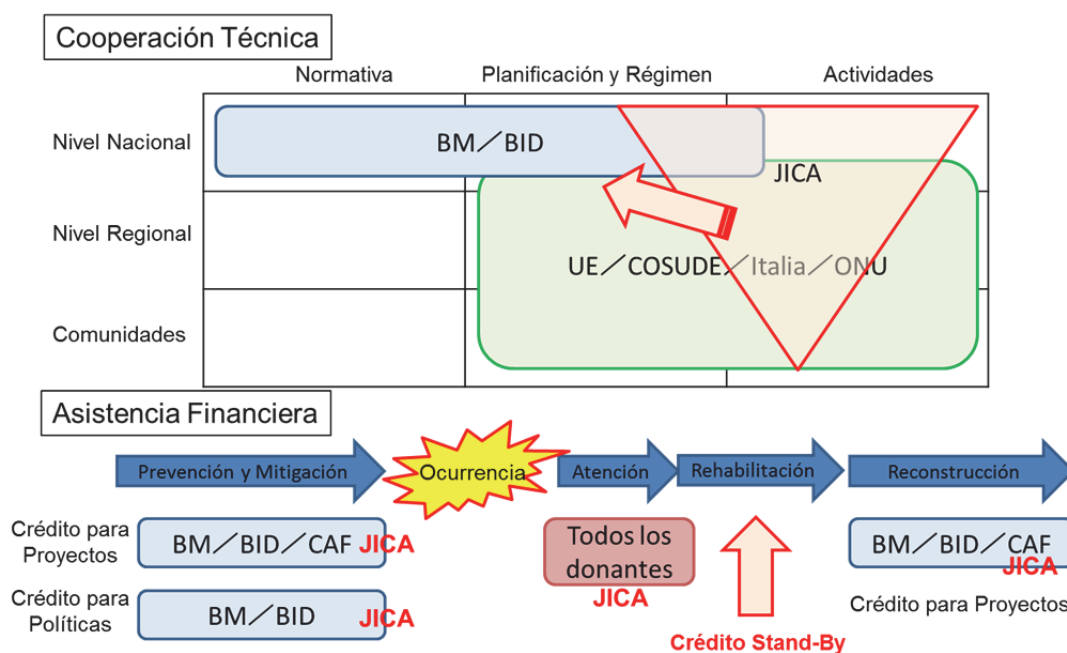 Cooperación Técnica
Normativa
Planificación y Régimen
Actividades
Nivel Nacional
BM／BID
JICA
Nivel Regional
UE／COSUDE／Italia／ONU
Comunidades
Asistencia Financiera
Prevención y Mitigación
Ocurrencia
Atención
Rehabilitación
Reconstrucción
Crédito para
Proyectos
BM／BID／CAF
JICA
Todos los
donantes
JICA
BM／BID／CAF
JICA
Crédito para Proyectos
Crédito para
Políticas
BM／BID
JICA
Crédito Stand-By